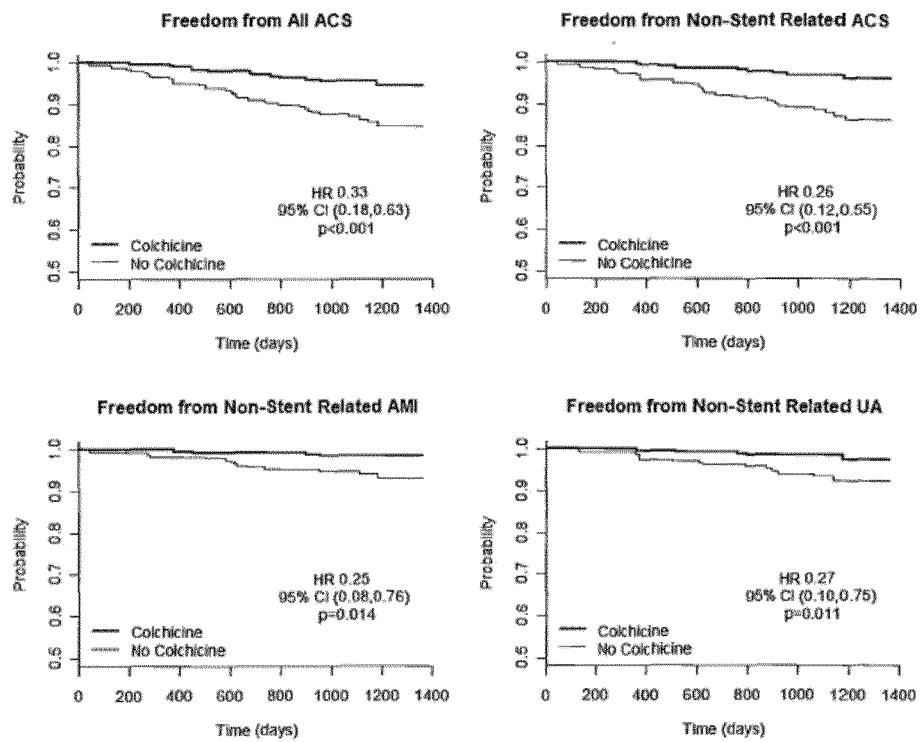 Freedom from All ACS
Probability
1.0
0.9
0.8
0.7
0.6
0.5
HR 0.33
95% CI (0.18,0.63)
p<0.001
Colchicine
No Colchicine
0 200 400 600 800 1000 1200 1400
Time (days)
Freedom from Non-Stent Related ACS
Probability
1.0
0.9
0.8
0.7
0.6
0.5
HR 0.26
95% CI (0.12,0.55)
p<0.001
Colchicine
No Colchicine
0 200 400 600 800 1000 1200 1400
Time (days)
Freedom from Non-Stent Related AMI
Probability
1.0
0.9
0.8
0.7
0.6
0.5
HR 0.25
95% CI (0.08,0.76)
p=0.014
Colchicine
No Colchicine
0 200 400 600 800 1000 1200 1400
Time (days)
Freedom from Non-Stent Related UA
Probability
1.0
0.9
0.8
0.7
0.6
0.5
HR 0.27
95% CI (0.10,0.75)
p=0.011
Colchicine
No Colchicine
0 200 400 600 800 1000 1200 1400
Time (days)